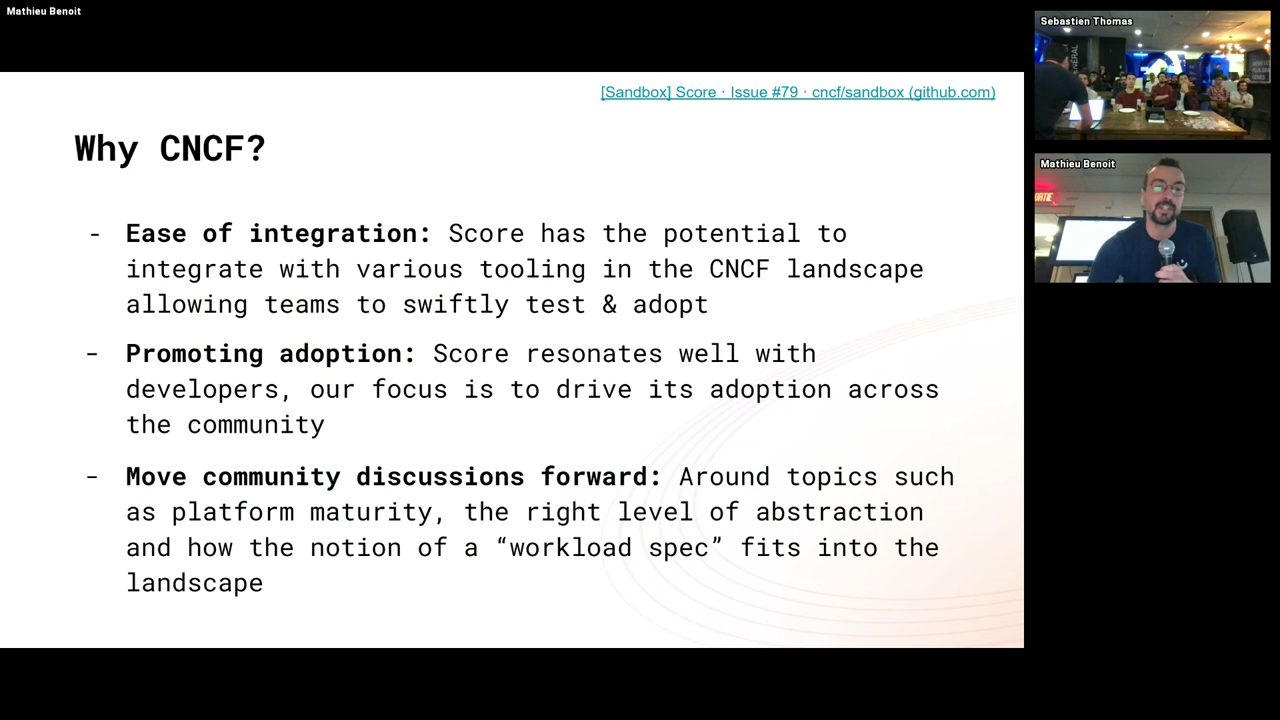 Mathieu Benoit
Sebastien Thomas
[Sandbox] Score · Issue #79 · cncf/sandbox (github.com)
Why CNCF?
- Ease of integration: Score has the potential to
integrate with various tooling in the CNCF landscape
allowing teams to swiftly test & adopt
- Promoting adoption: Score resonates well with
developers, our focus is to drive its adoption across
the community
- Move community discussions forward: Around topics such
as platform maturity, the right level of abstraction
and how the notion of a “workload spec” fits into the
landscape
Mathieu Benoit